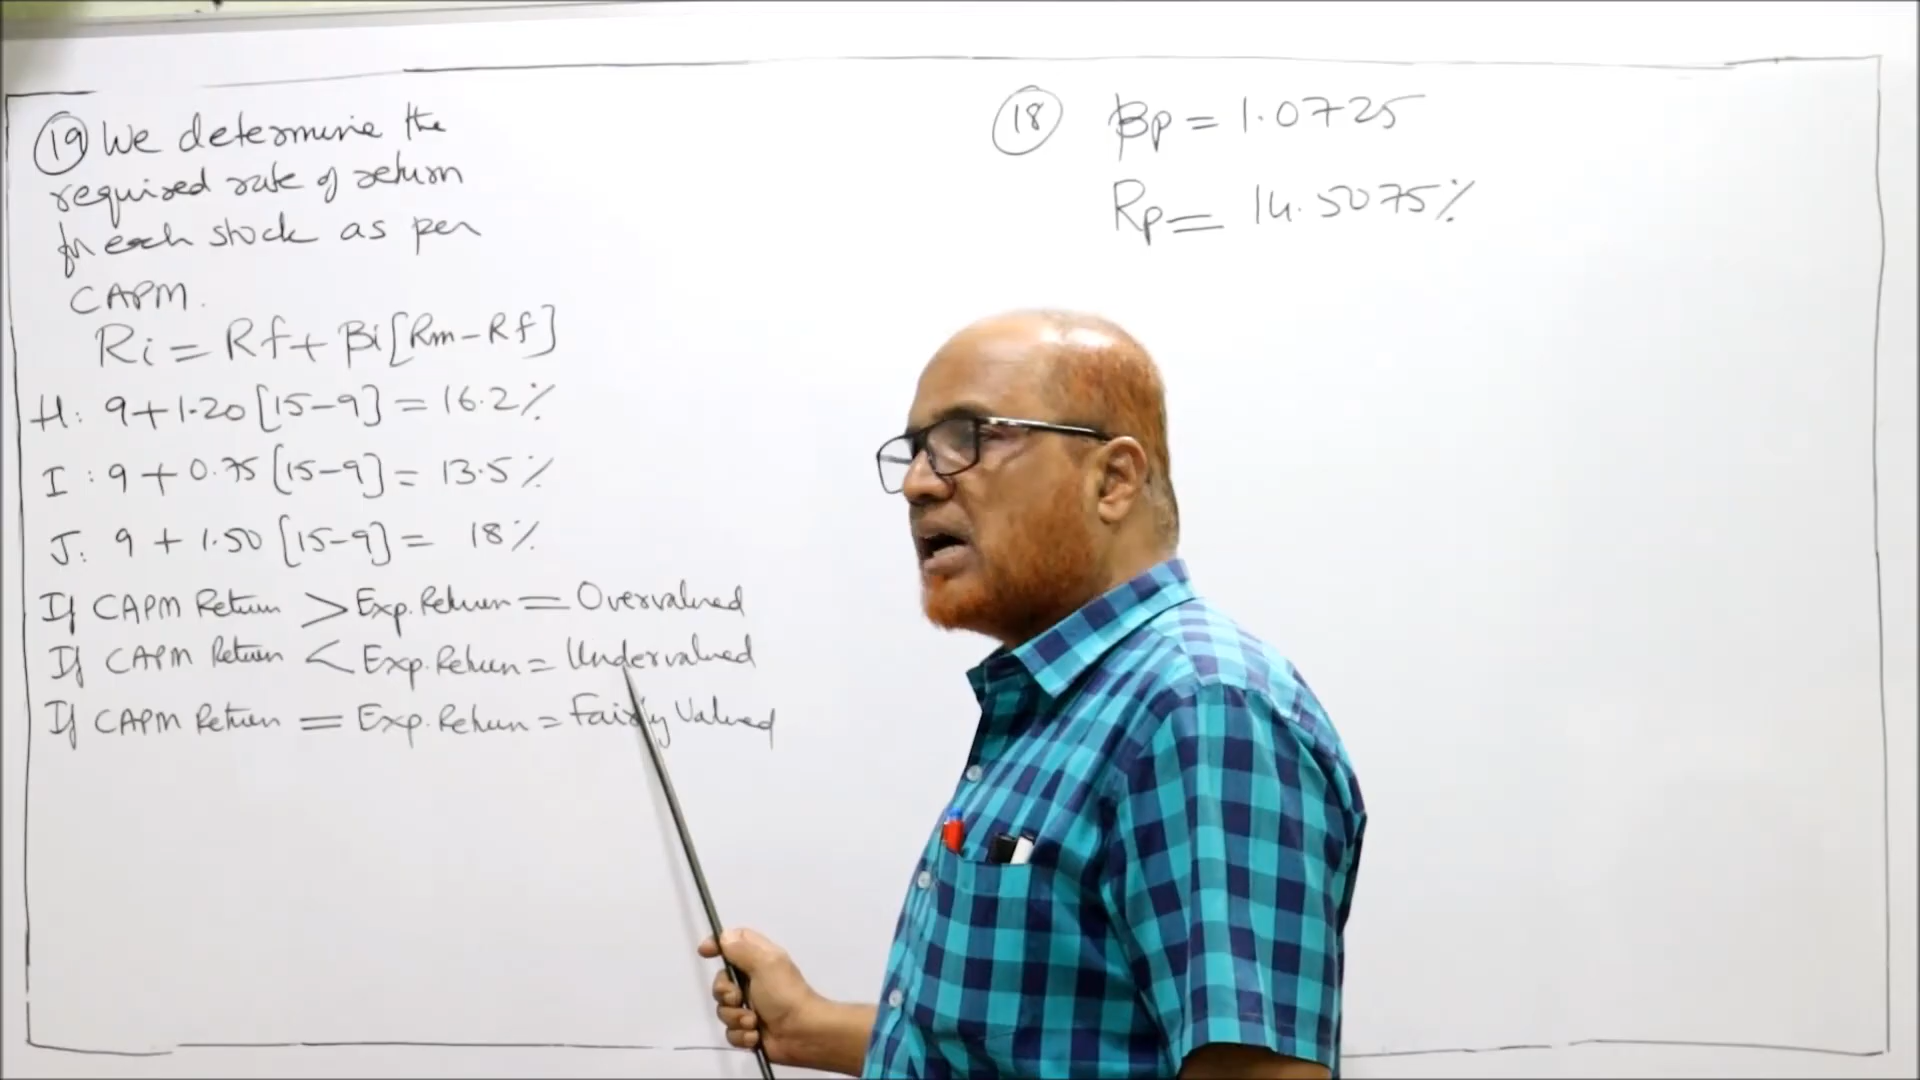 19 We determine the
required rate of return
for each stock as per
CAPM.
Ri = Rf + βi [Rm - Rf]
H: 9 + 1.20 [15-9] = 16.2%
I: 9 + 0.75 [15-9] = 13.5%
J: 9 + 1.50 [15-9] = 18%
If CAPM Return > Exp. Return = Overvalued
If CAPM Return < Exp. Return = Undervalued
If CAPM Return = Exp. Return = Fairly Valued
18 βp = 1.0725
Rp = 14.5075%